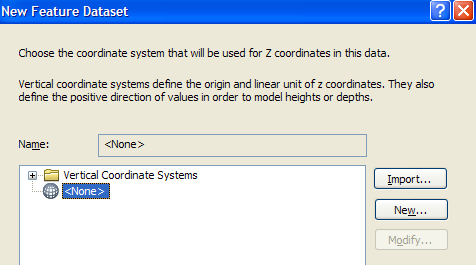 New Feature Dataset
Choose the coordinate system that will be used for Z coordinates in this data.
Vertical coordinate systems define the origin and linear unit of z coordinates. They also
define the positive direction of values in order to model heights or depths.
Name: <None>
Vertical Coordinate Systems
<None>
Import...
New...
Modify...